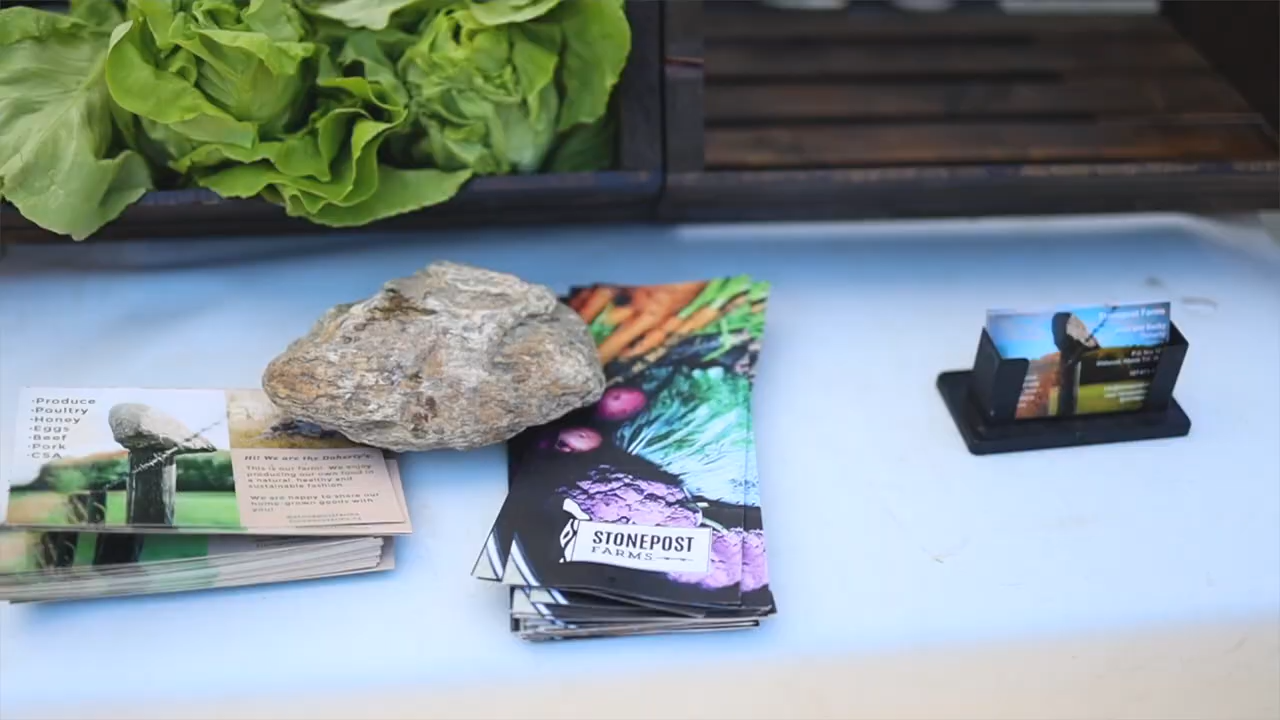 ·Produce
·Poultry
·Honey
·Eggs
·Beef
·Pork
·CSA
Hi! We are the Doherty's.
This is our farm! We enjoy
producing our own food in
a natural, healthy and
sustainable fashion.
We are happy to share our
home-grown goods with
you!
STONEPOST
FARMS
Stonepost Farms